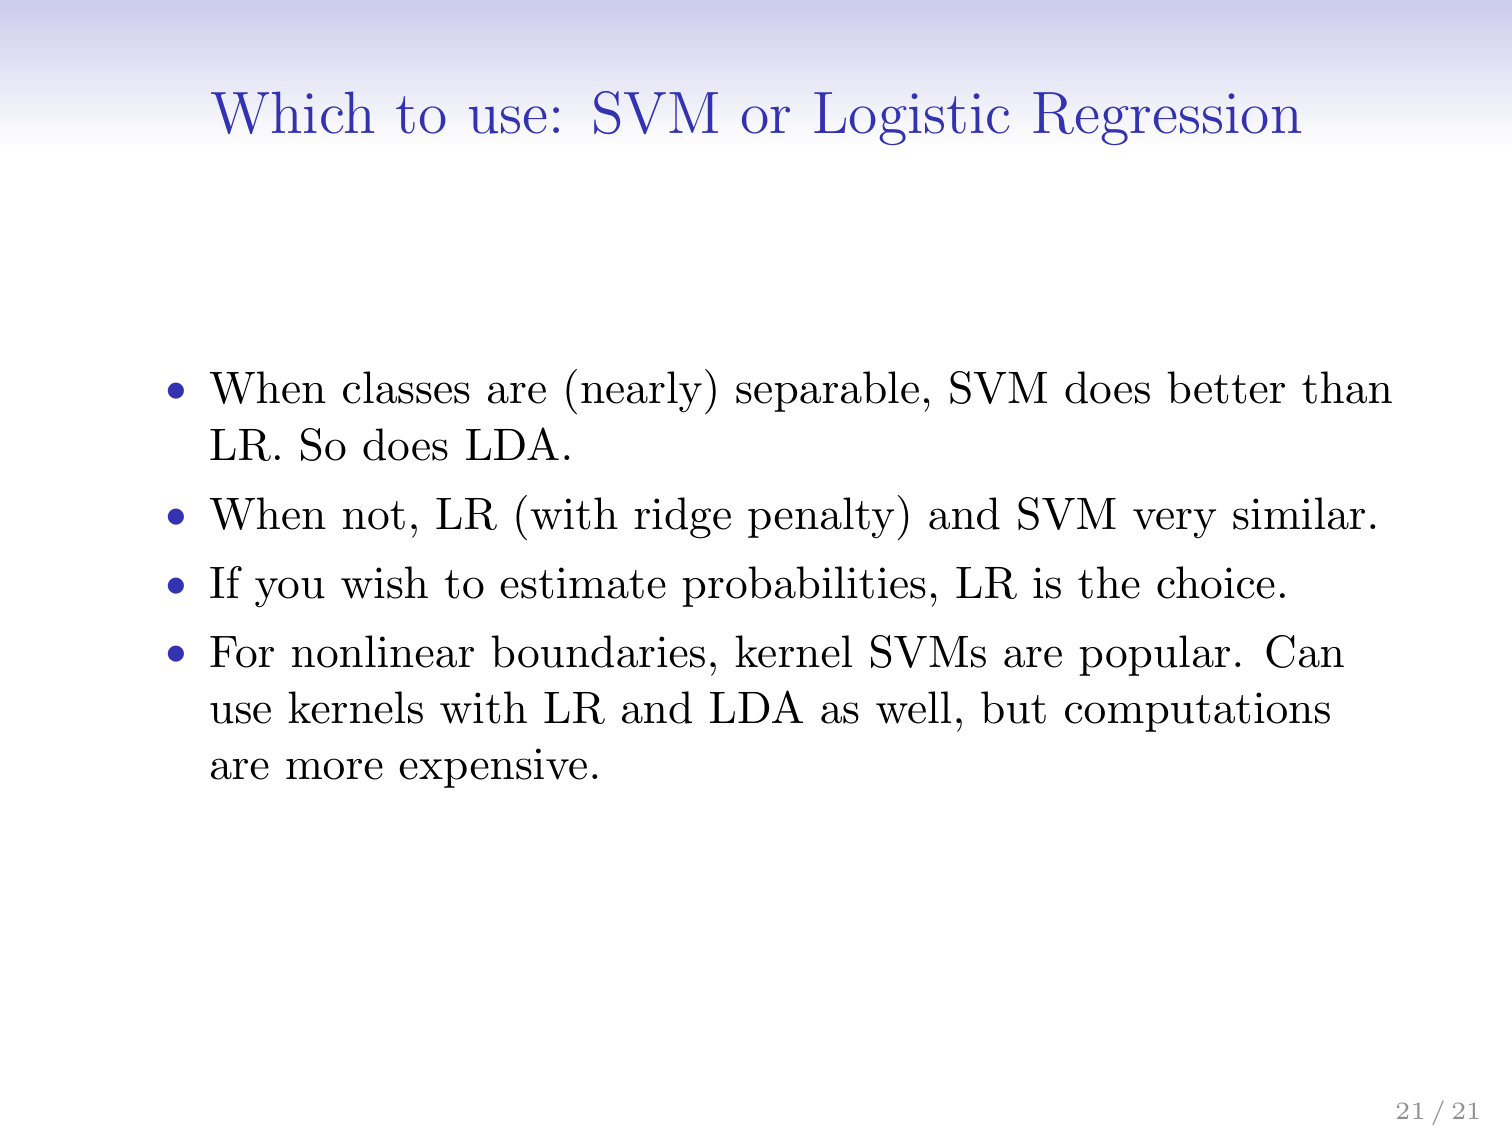 Which to use: SVM or Logistic Regression
• When classes are (nearly) separable, SVM does better than
LR. So does LDA.
• When not, LR (with ridge penalty) and SVM very similar.
• If you wish to estimate probabilities, LR is the choice.
• For nonlinear boundaries, kernel SVMs are popular. Can
use kernels with LR and LDA as well, but computations
are more expensive.
21 / 21